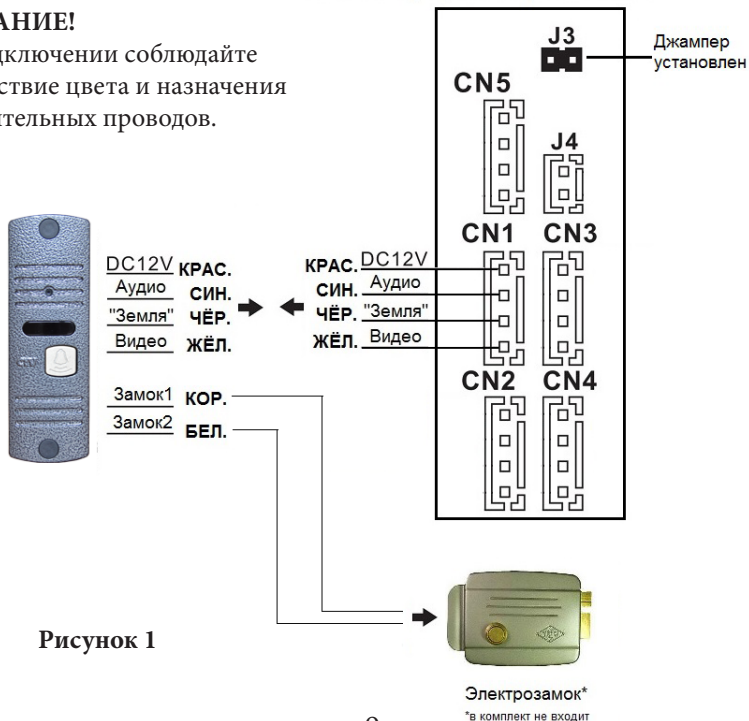 АНИЕ!
дключении соблюдайте
ствие цвета и назначения
ительных проводов.
J3
Джампер
установлен
CN5
J4
CN1 CN3
DC12V КРАС.
Аудио СИН.
"Земля" ЧЁР.
Видео ЖЁЛ.
КРАС. DC12V
СИН. Аудио
ЧЁР. "Земля"
ЖЁЛ. Видео
CN2 CN4
Замок1 КОР.
Замок2 БЕЛ.
Рисунок 1
Электрозамок*
*в комплект не входит